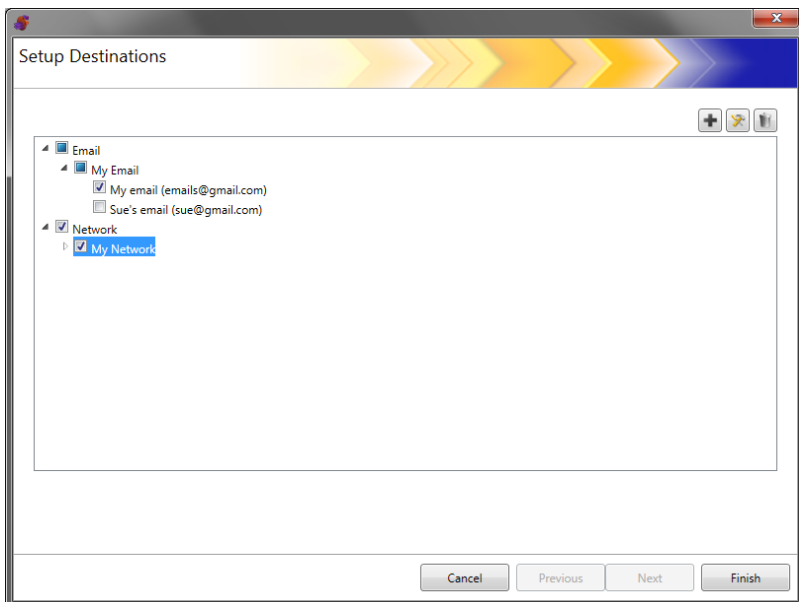 Setup Destinations
Email
My Email
My email (emails@gmail.com)
Sue's email (sue@gmail.com)
Network
My Network
Cancel Previous Next Finish